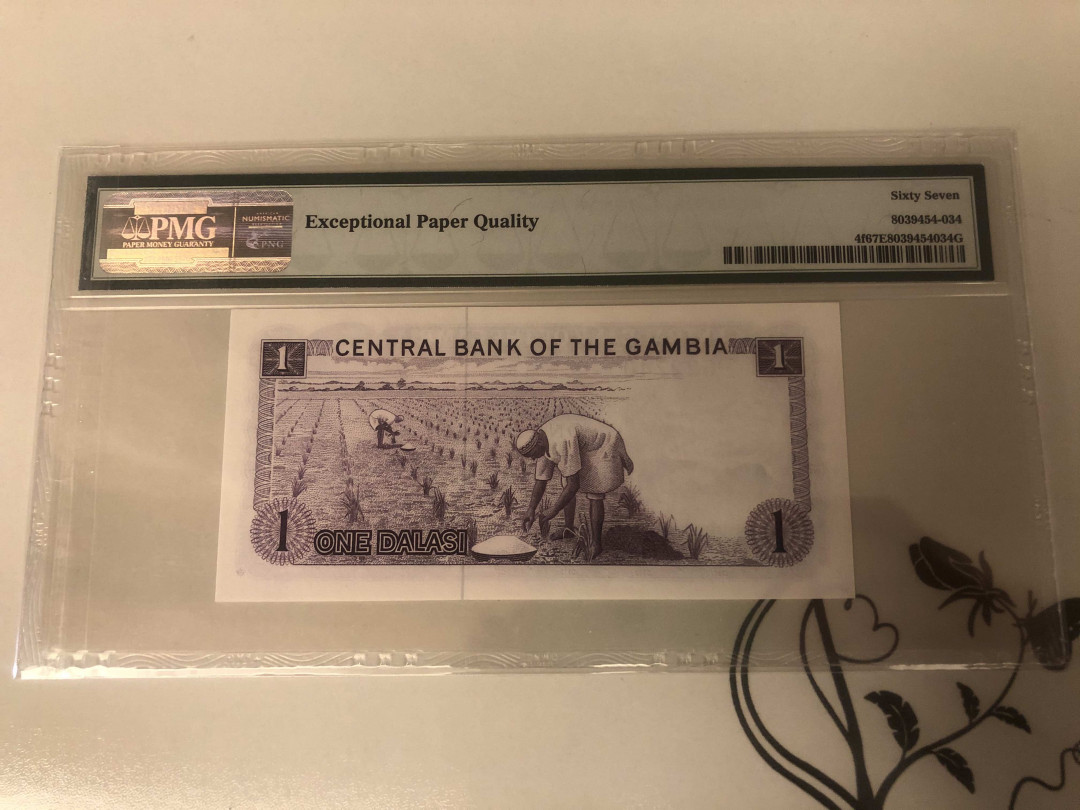 PMG
PAPER MONEY GUARANTY
AMERICAN
NUMISMATIC
PNG
Exceptional Paper Quality
Sixty Seven
8039454-034
4f67E8039454034G
1 CENTRAL BANK OF THE GAMBIA 1
1 ONE DALASI 1